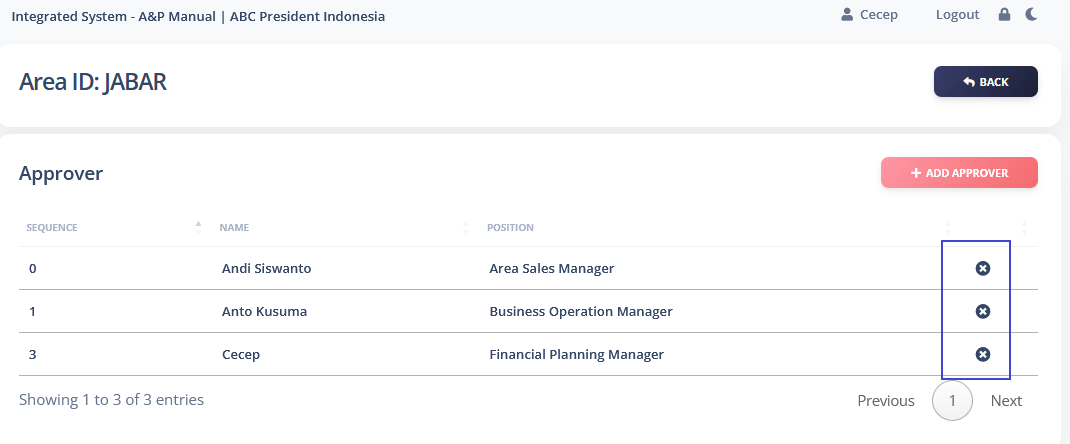 Integrated System - A&P Manual | ABC President Indonesia Cecep Logout
Area ID: JABAR BACK
Approver + ADD APPROVER
SEQUENCE NAME POSITION
0 Andi Siswanto Area Sales Manager
1 Anto Kusuma Business Operation Manager
3 Cecep Financial Planning Manager
Showing 1 to 3 of 3 entries Previous 1 Next